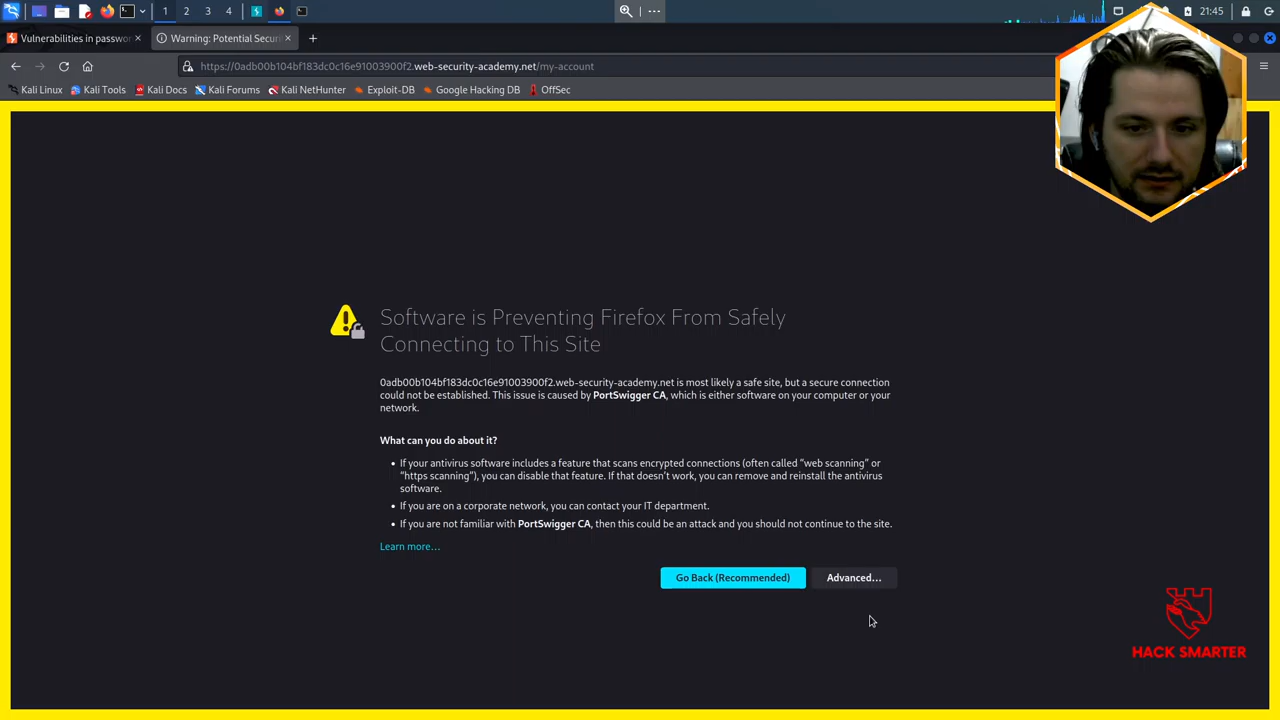 1 2 3 4
21:45
Vulnerabilities in passwo
Warning: Potential Secur
https://0adb00b104bf183dc0c16e91003900f2.web-security-academy.net/my-account
Kali Linux Kali Tools Kali Docs Kali Forums Kali NetHunter Exploit-DB Google Hacking DB OffSec
Software is Preventing Firefox From Safely
Connecting to This Site
0adb00b104bf183dc0c16e91003900f2.web-security-academy.net is most likely a safe site, but a secure connection
could not be established. This issue is caused by PortSwigger CA, which is either software on your computer or your
network.
What can you do about it?
If your antivirus software includes a feature that scans encrypted connections (often called “web scanning” or
“https scanning”), you can disable that feature. If that doesn’t work, you can remove and reinstall the antivirus
software.
If you are on a corporate network, you can contact your IT department.
If you are not familiar with PortSwigger CA, then this could be an attack and you should not continue to the site.
Learn more…
Go Back (Recommended) Advanced…
HACK SMARTER